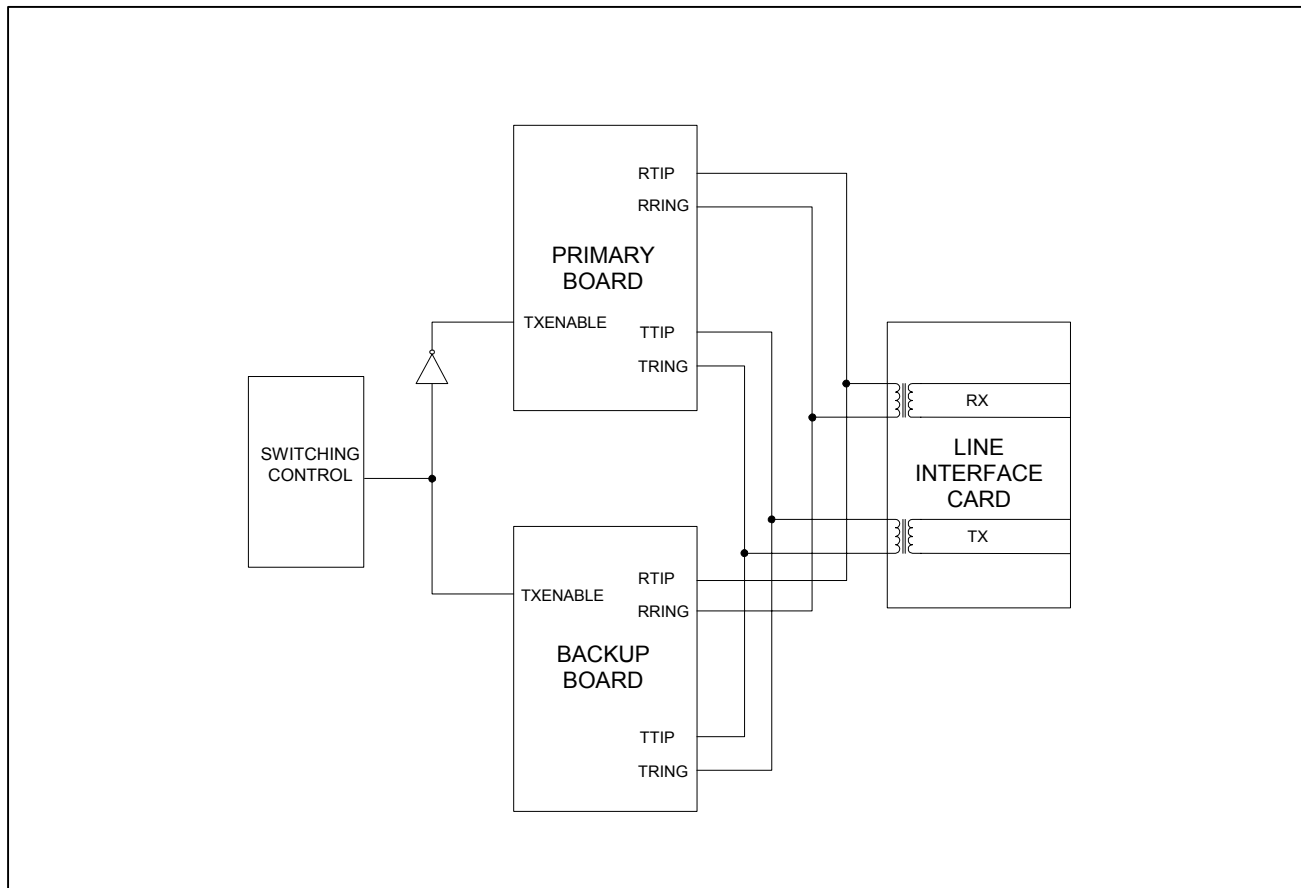 RTIP
RRING
PRIMARY
BOARD
TXENABLE
TTIP
TRING
SWITCHING
CONTROL
RX
LINE
INTERFACE
CARD
TX
RTIP
TXENABLE
RRING
BACKUP
BOARD
TTIP
TRING